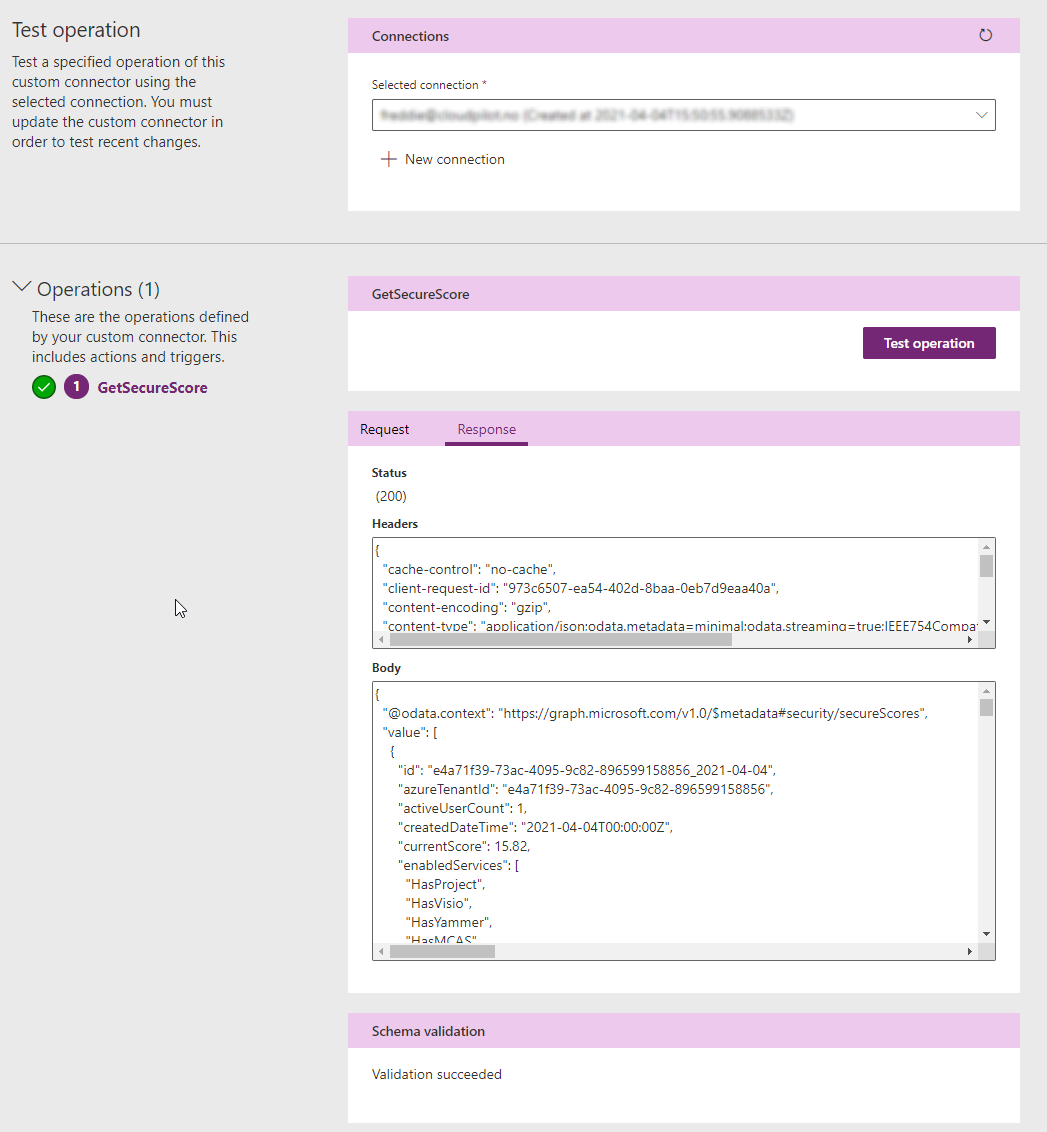 Test operation
Test a specified operation of this
custom connector using the
selected connection. You must
update the custom connector in
order to test recent changes.
Connections
Selected connection *
New connection
Operations (1)
These are the operations defined
by your custom connector. This
includes actions and triggers.
1 GetSecureScore
GetSecureScore
Test operation
Request Response
Status
(200)
Headers
{
"cache-control": "no-cache",
"client-request-id": "973c6507-ea54-402d-8baa-0eb7d9eaa40a",
"content-encoding": "gzip",
"content-type": "application/json;odata.metadata=minimal;odata.streaming=true;IEEE754Compa
Body
{
"@odata.context": "https://graph.microsoft.com/v1.0/$metadata#security/secureScores",
"value": [
{
"id": "e4a71f39-73ac-4095-9c82-896599158856_2021-04-04",
"azureTenantId": "e4a71f39-73ac-4095-9c82-896599158856",
"activeUserCount": 1,
"createdDateTime": "2021-04-04T00:00:00Z",
"currentScore": 15.82,
"enabledServices": [
"HasProject",
"HasVisio",
"HasYammer",
"HasMCAS"
Schema validation
Validation succeeded